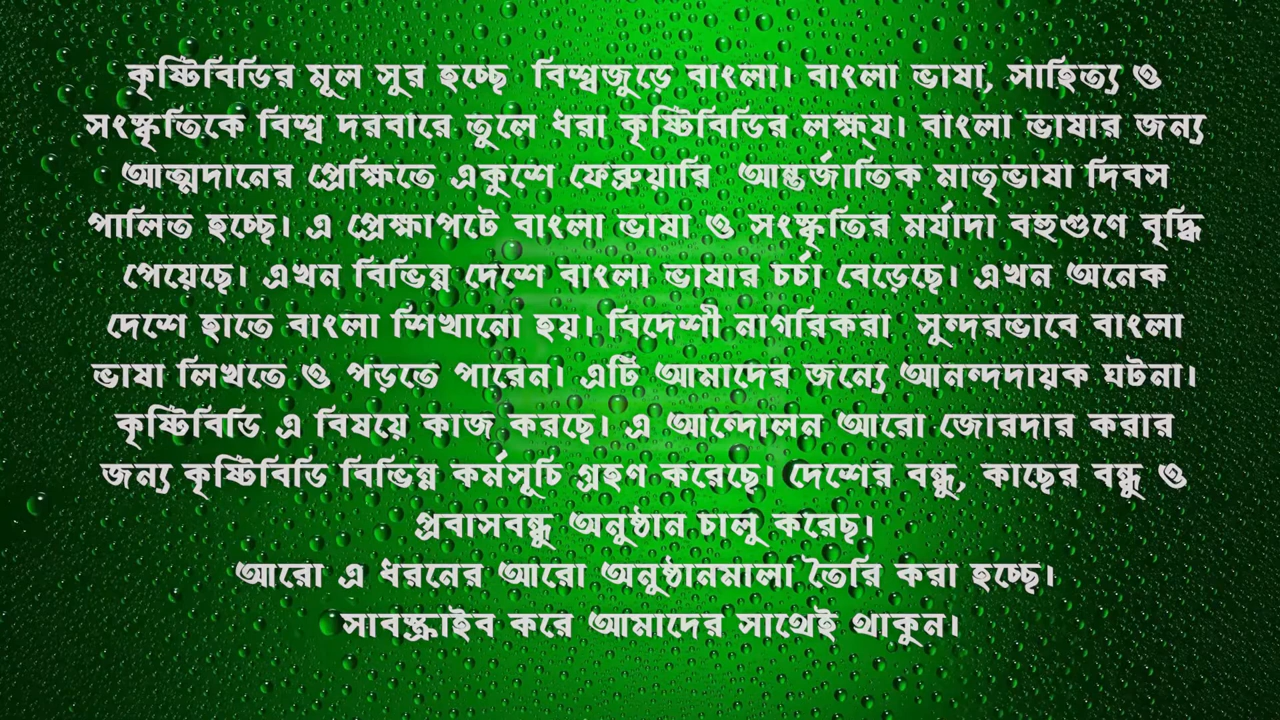 কৃষ্টিবিডির মূল সুর হচ্ছে বিশ্বজুড়ে বাংলা। বাংলা ভাষা, সাহিত্য ও
সংস্কৃতিকে বিশ্ব দরবারে তুলে ধরা কৃষ্টিবিডির লক্ষ্য। বাংলা ভাষার জন্য
আত্মদানের প্রেক্ষিতে একুশে ফেব্রুয়ারি আন্তর্জাতিক মাতৃভাষা দিবস
পালিত হচ্ছে। এ প্রেক্ষাপটে বাংলা ভাষা ও সংস্কৃতির মর্যাদা বহুগুণে বৃদ্ধি
পেয়েছে। এখন বিভিন্ন দেশে বাংলা ভাষার চর্চা বেড়েছে। এখন অনেক
দেশে হাতে বাংলা শিখানো হয়। বিদেশী নাগরিকরা সুন্দরভাবে বাংলা
ভাষা লিখতে ও পড়তে পারেন। এটি আমাদের জন্যে আনন্দদায়ক ঘটনা।
কৃষ্টিবিডি এ বিষয়ে কাজ করছে। এ আন্দোলন আরো জোরদার করার
জন্য কৃষ্টিবিডি বিভিন্ন কর্মসূচি গ্রহণ করেছে। দেশের বন্ধু, কাছের বন্ধু ও
প্রবাসবন্ধু অনুষ্ঠান চালু করেছ।
আরো এ ধরনের আরো অনুষ্ঠানমালা তৈরি করা হচ্ছে।
সাবস্ক্রাইব করে আমাদের সাথেই থাকুন।